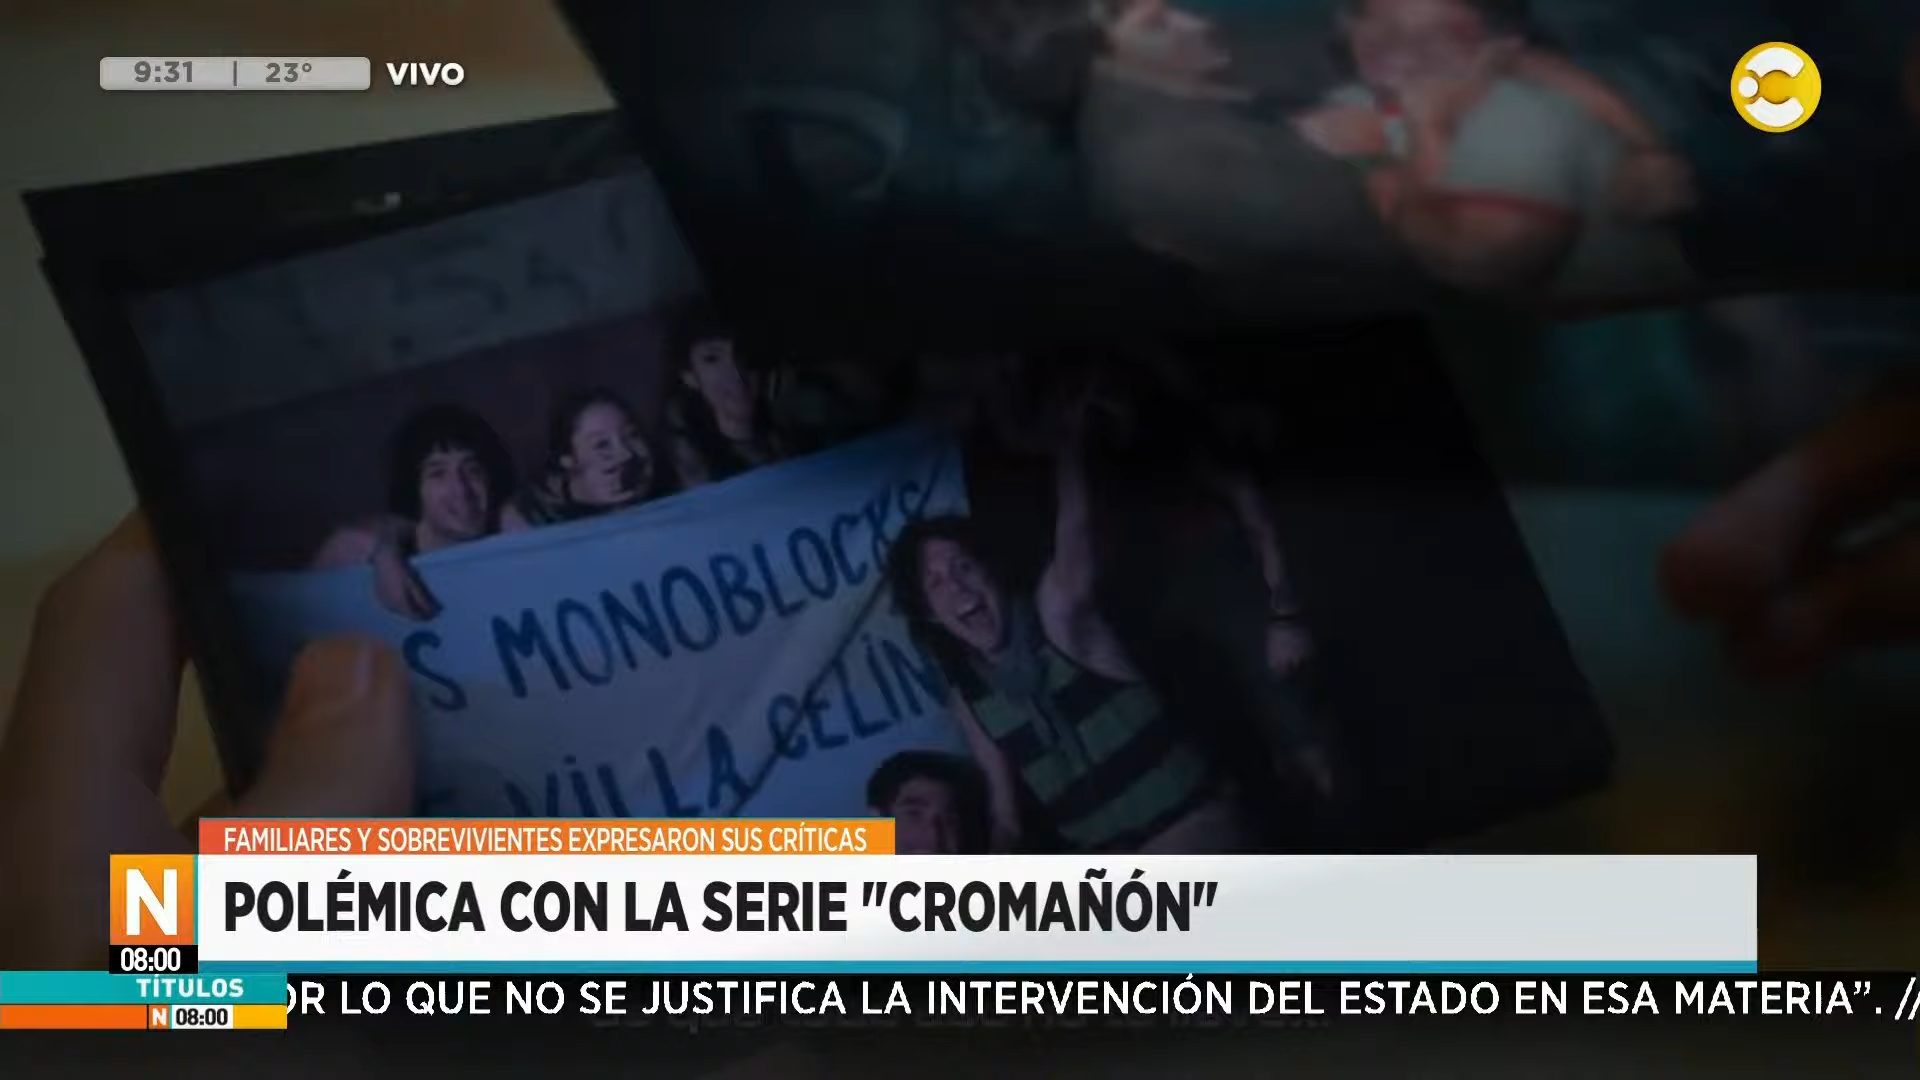 9:31 | 23° VIVO
S MONOBLOCKS
VILLA CELIN
FAMILIARES Y SOBREVIVIENTES EXPRESARON SUS CRÍTICAS
N POLÉMICA CON LA SERIE "CROMAÑÓN"
08:00
TÍTULOS
OR LO QUE NO SE JUSTIFICA LA INTERVENCIÓN DEL ESTADO EN ESA MATERIA”. //
N 08:00